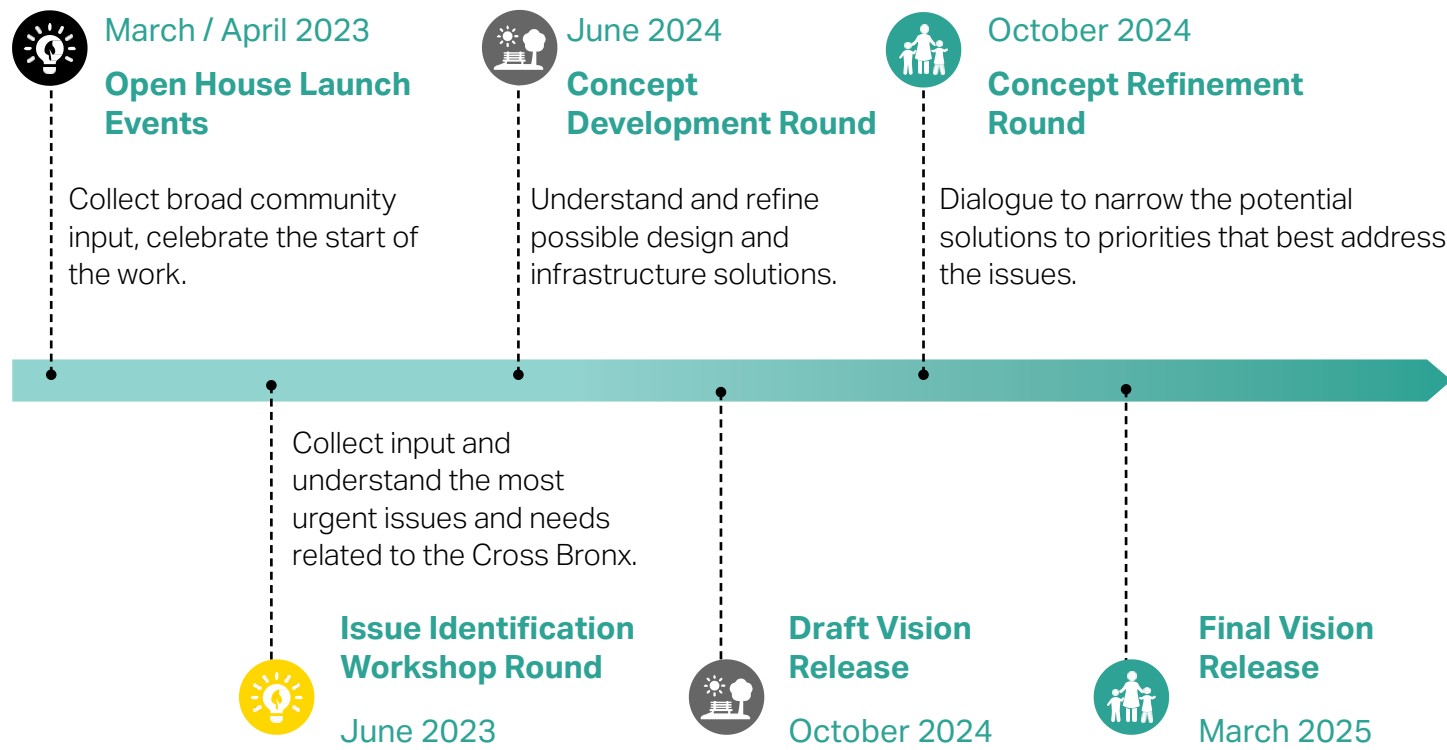 March / April 2023
Open House Launch
Events
Collect broad community
input, celebrate the start of
the work.
June 2024
Concept
Development Round
Understand and refine
possible design and
infrastructure solutions.
October 2024
Concept Refinement
Round
Dialogue to narrow the potential
solutions to priorities that best address
the issues.
Collect input and
understand the most
urgent issues and needs
related to the Cross Bronx.
Issue Identification
Workshop Round
June 2023
Draft Vision
Release
October 2024
Final Vision
Release
March 2025